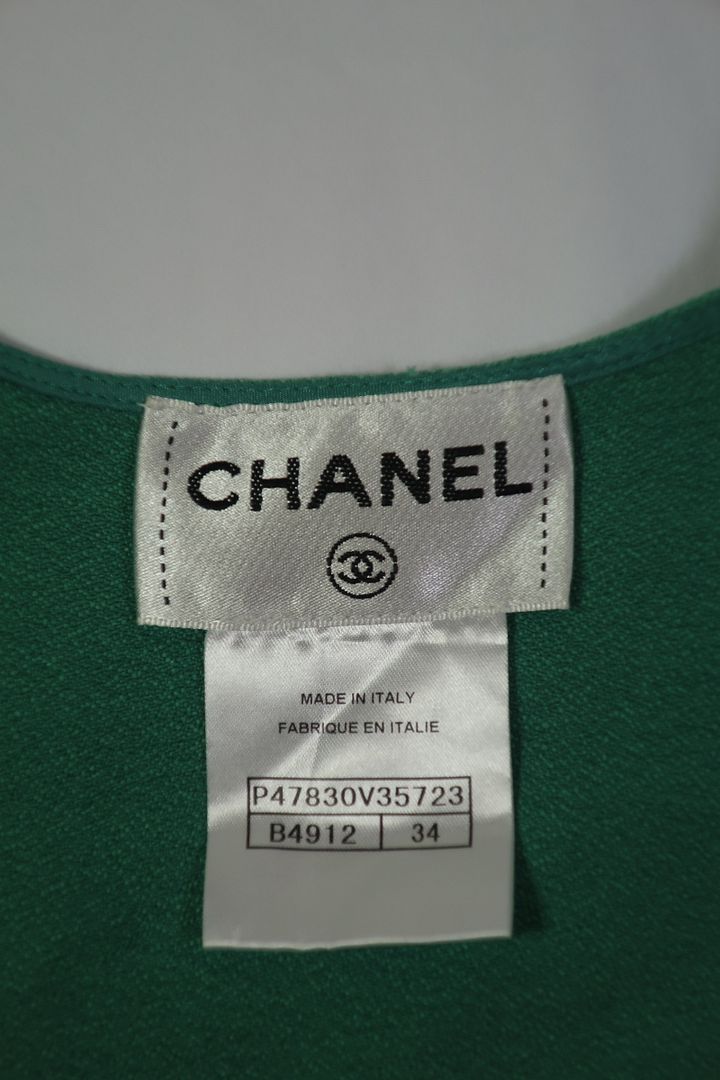 CHANEL
MADE IN ITALY
FABRIQUE EN ITALIE
P47830V35723
B4912 34